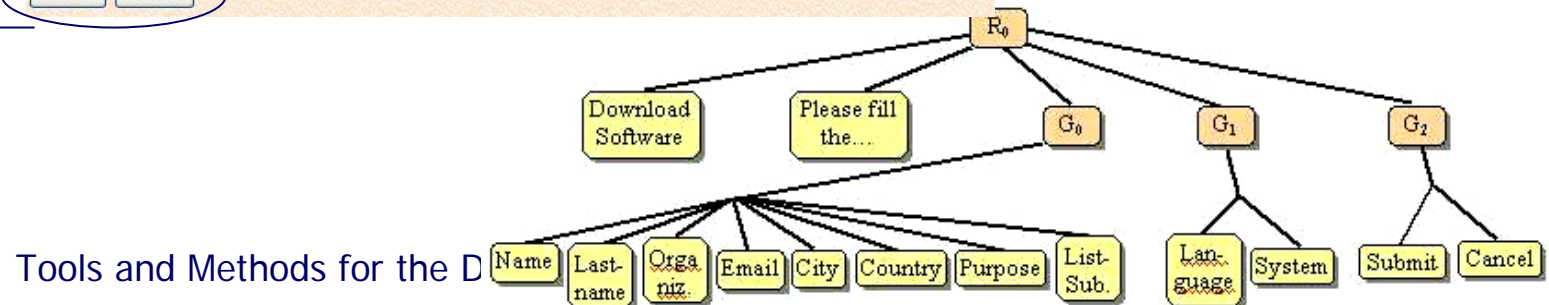 R₀
Download
Software
Please fill
the....
G₀
G₁
G₂
Name
Last-
name
Orga
niz.
Email
City
Country
Purpose
List-
Sub.
Lan-
guage
System
Submit
Cancel
Tools and Methods for the D